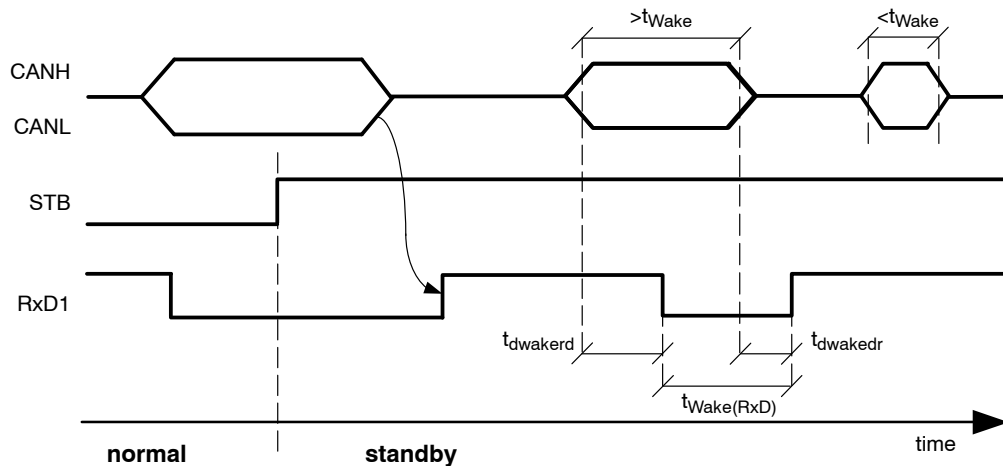 >tWake
<tWake
CANH
CANL
STB
RxD1
tdwakerd
tdwakedr
tWake(RxD)
time
normal
standby